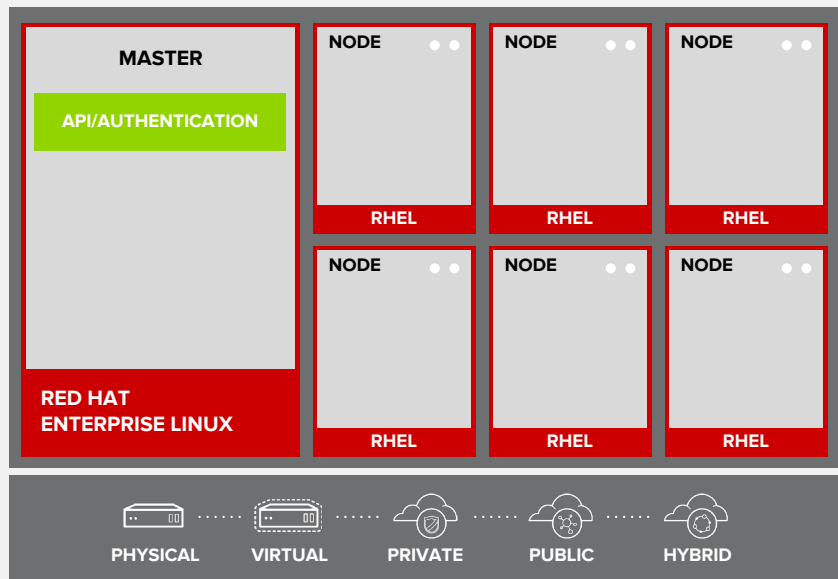 MASTER
API/AUTHENTICATION
RED HAT
ENTERPRISE LINUX
NODE
RHEL
NODE
RHEL
NODE
RHEL
NODE
RHEL
NODE
RHEL
NODE
RHEL
PHYSICAL
VIRTUAL
PRIVATE
PUBLIC
HYBRID